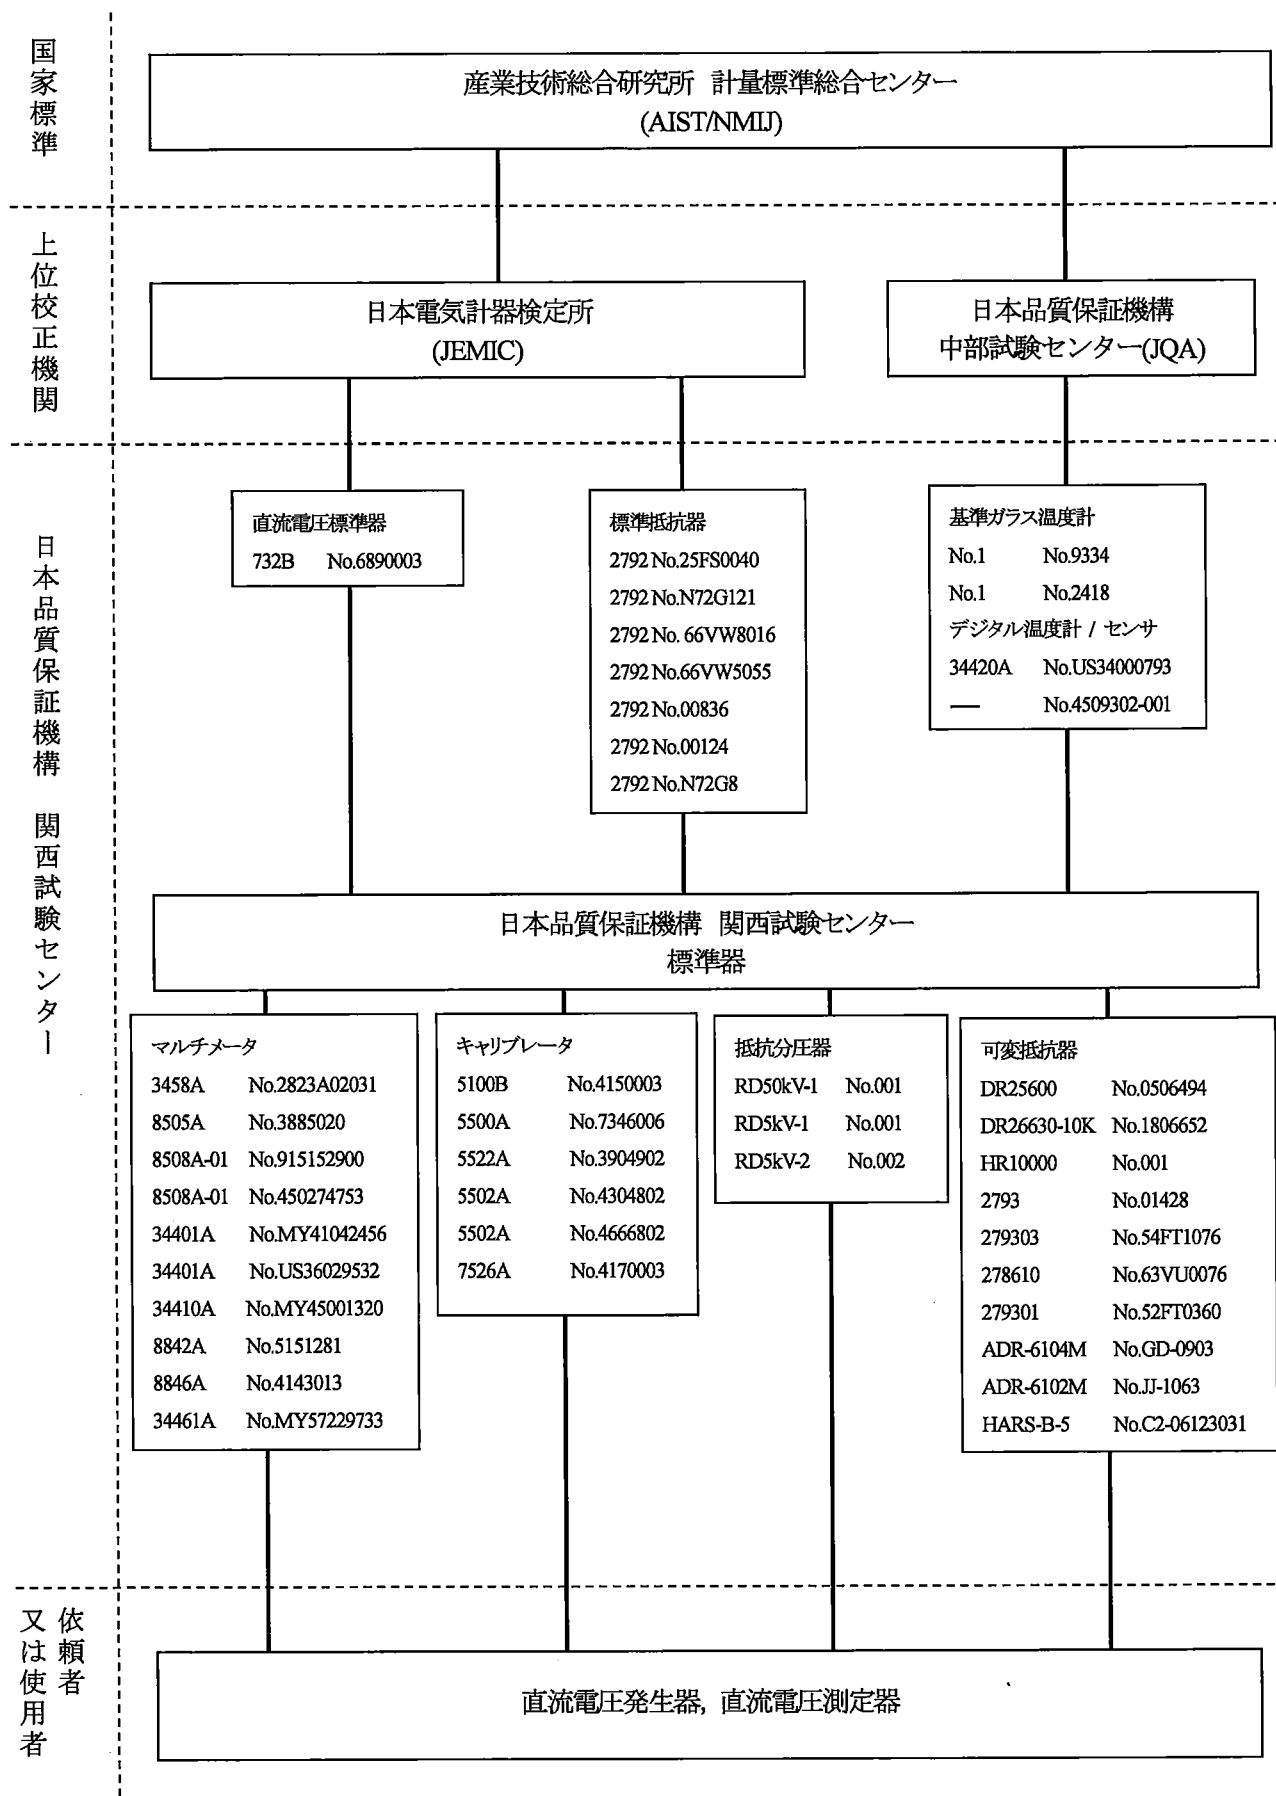 国家標準
産業技術総合研究所 計量標準総合センター
(AIST/NMIJ)
上位校正機関
日本電気計器検定所
(JEMIC)
日本品質保証機構
中部試験センター(JQA)
日本品質保証機構 関西試験センター
直流電圧標準器
732B No.6890003
標準抵抗器
2792 No.25FS0040
2792 No.N72G121
2792 No. 66VW8016
2792 No.66VW5055
2792 No.00836
2792 No.00124
2792 No.N72G8
基準ガラス温度計
No.1 No.9334
No.1 No.2418
デジタル温度計 / センサ
34420A No.US34000793
― No.4509302-001
日本品質保証機構 関西試験センター
標準器
マルチメータ
3458A No.2823A02031
8505A No.3885020
8508A-01 No.915152900
8508A-01 No.450274753
34401A No.MY41042456
34401A No.US36029532
34410A No.MY45001320
8842A No.5151281
8846A No.4143013
34461A No.MY57229733
キャリブレータ
5100B No.4150003
5500A No.7346006
5522A No.3904902
5502A No.4304802
5502A No.4666802
7526A No.4170003
抵抗分圧器
RD50kV-1 No.001
RD5kV-1 No.001
RD5kV-2 No.002
可変抵抗器
DR25600 No.0506494
DR26630-10K No.1806652
HR10000 No.001
2793 No.01428
279303 No.54FT1076
278610 No.63VU0076
279301 No.52FT0360
ADR-6104M No.GD-0903
ADR-6102M No.JJ-1063
HARS-B-5 No.C2-06123031
依頼者
又は使用者
直流電圧発生器, 直流電圧測定器